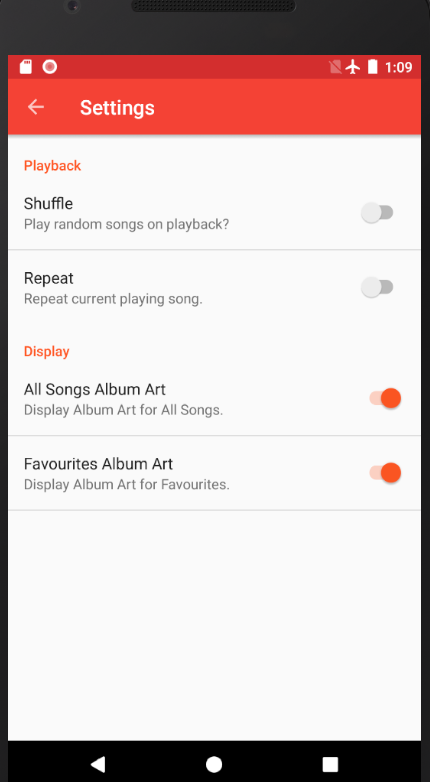 1:09
Settings
Playback
Shuffle
Play random songs on playback?
Repeat
Repeat current playing song.
Display
All Songs Album Art
Display Album Art for All Songs.
Favourites Album Art
Display Album Art for Favourites.